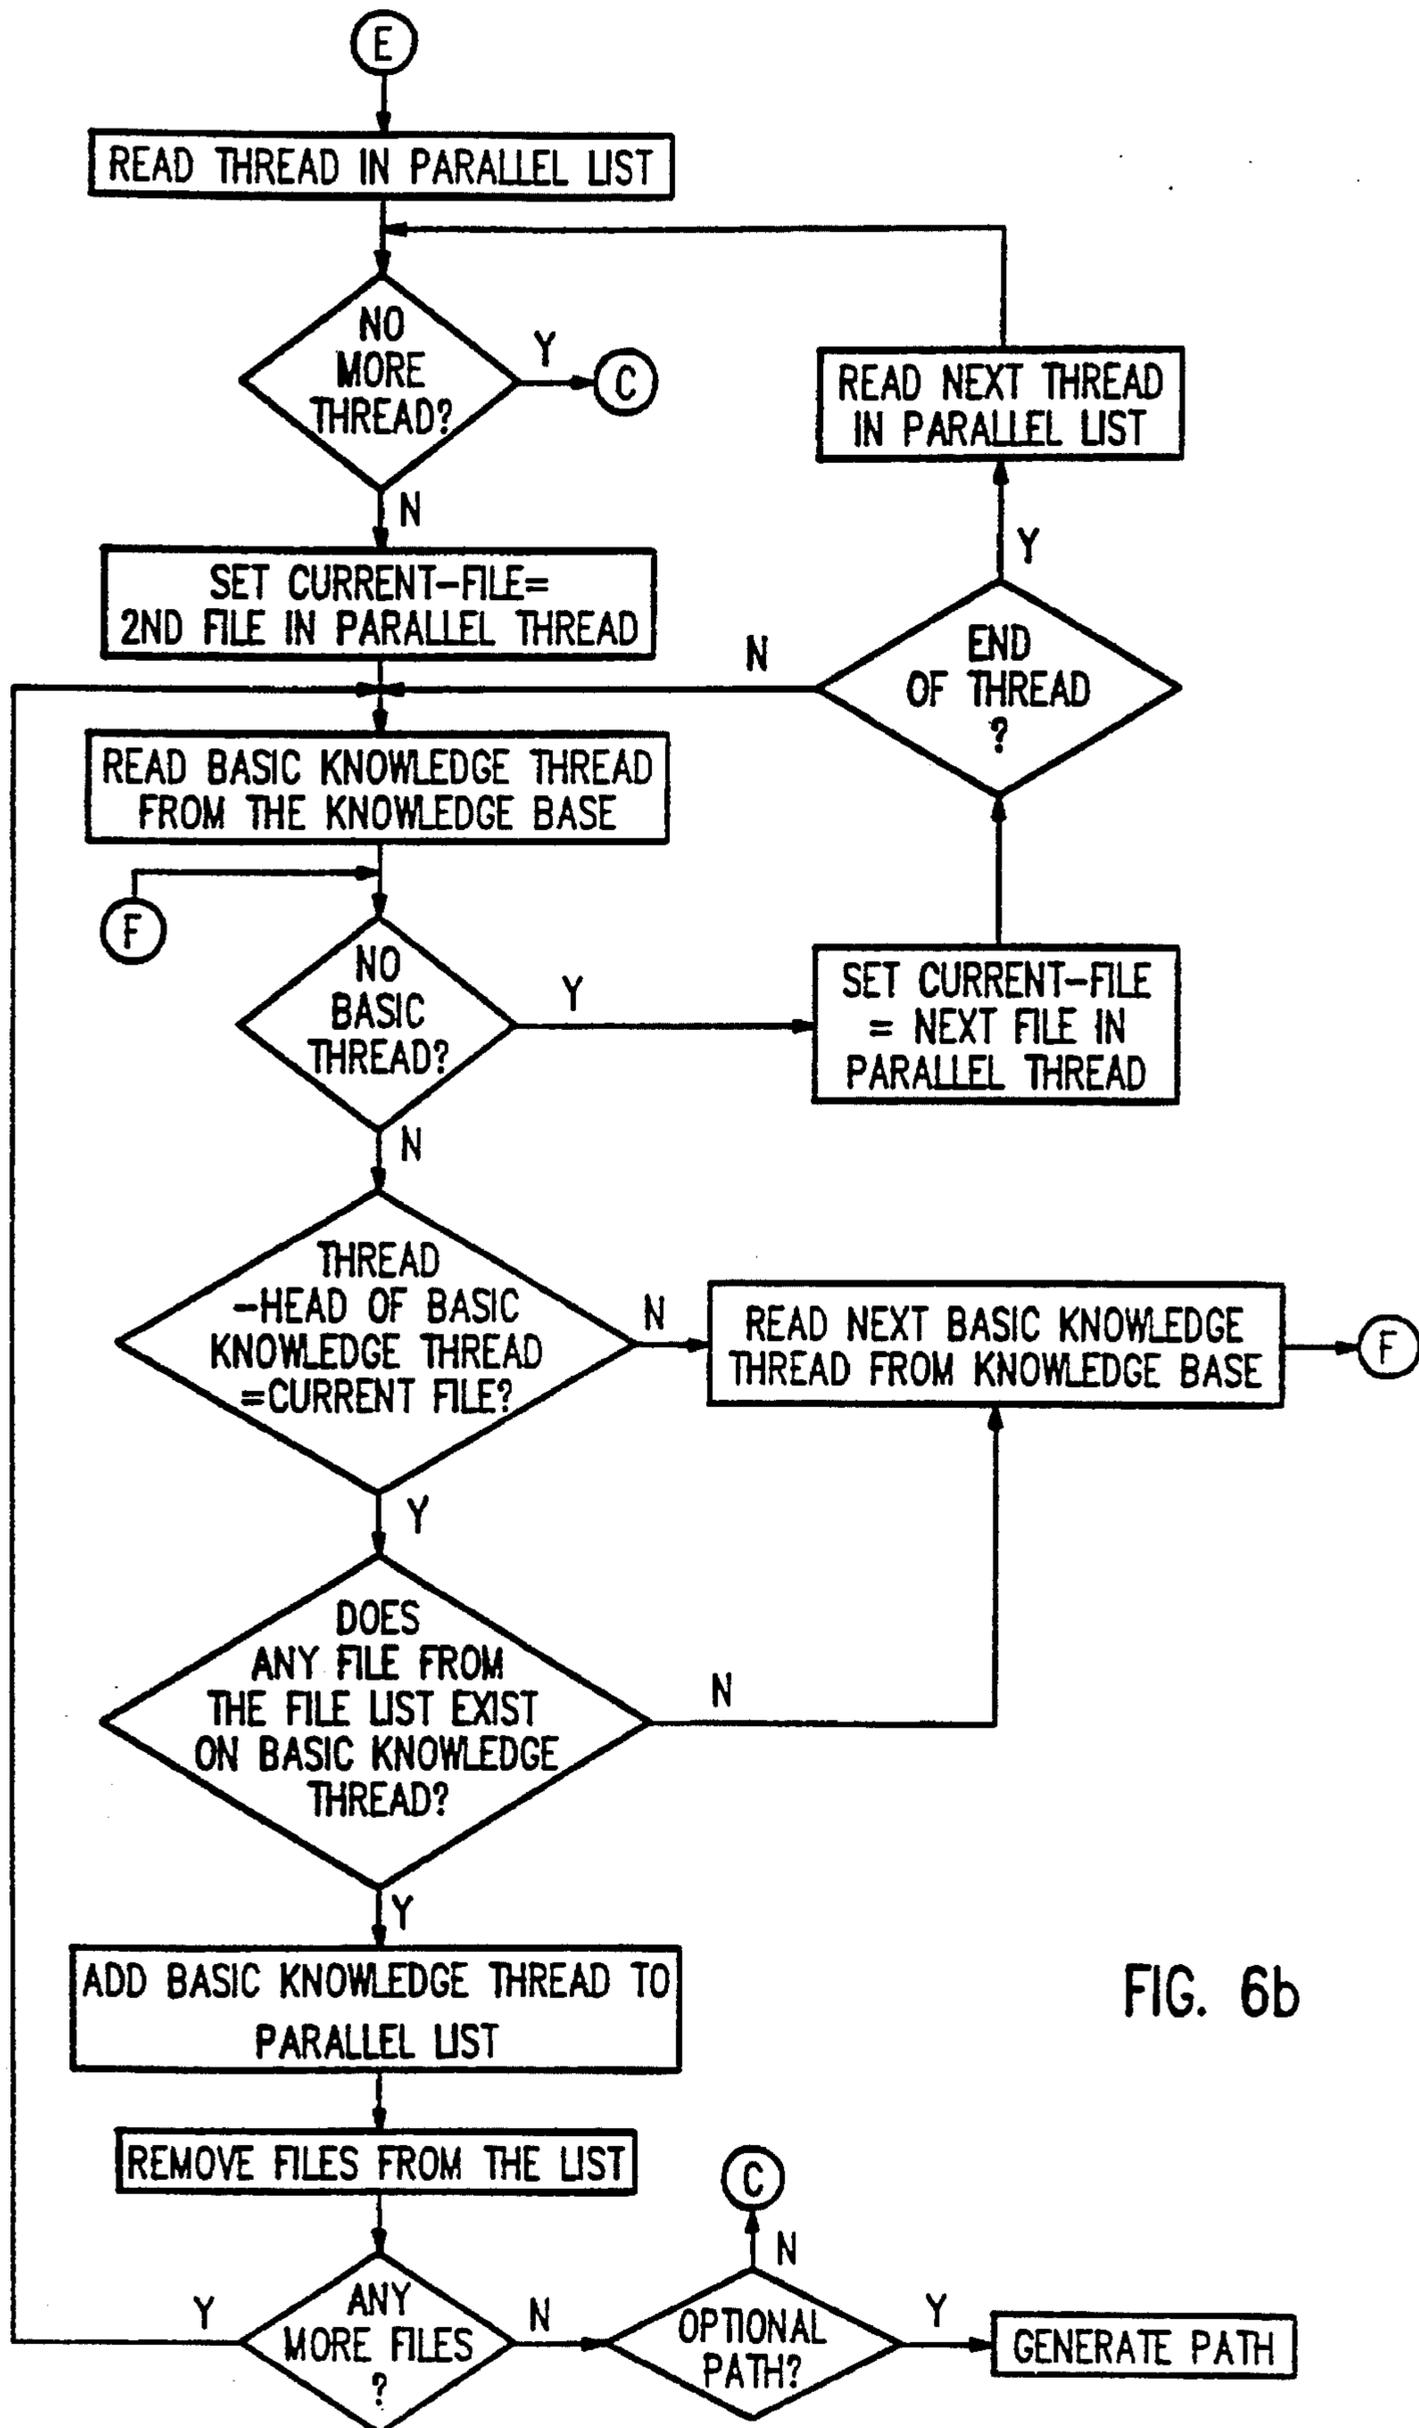 E
READ THREAD IN PARALLEL LIST
NO
MORE
THREAD?
Y
C
N
READ NEXT THREAD
IN PARALLEL LIST
Y
SET CURRENT-FILE=
2ND FILE IN PARALLEL THREAD
END
OF THREAD
?
N
READ BASIC KNOWLEDGE THREAD
FROM THE KNOWLEDGE BASE
F
NO
BASIC
THREAD?
Y
SET CURRENT-FILE
= NEXT FILE IN
PARALLEL THREAD
N
THREAD
-HEAD OF BASIC
KNOWLEDGE THREAD
=CURRENT FILE?
N
READ NEXT BASIC KNOWLEDGE
THREAD FROM KNOWLEDGE BASE
F
Y
DOES
ANY FILE FROM
THE FILE LIST EXIST
ON BASIC KNOWLEDGE
THREAD?
N
Y
ADD BASIC KNOWLEDGE THREAD TO
PARALLEL LIST
FIG. 6b
REMOVE FILES FROM THE LIST
C
N
Y
ANY
MORE FILES
?
N
OPTIONAL
PATH?
Y
GENERATE PATH